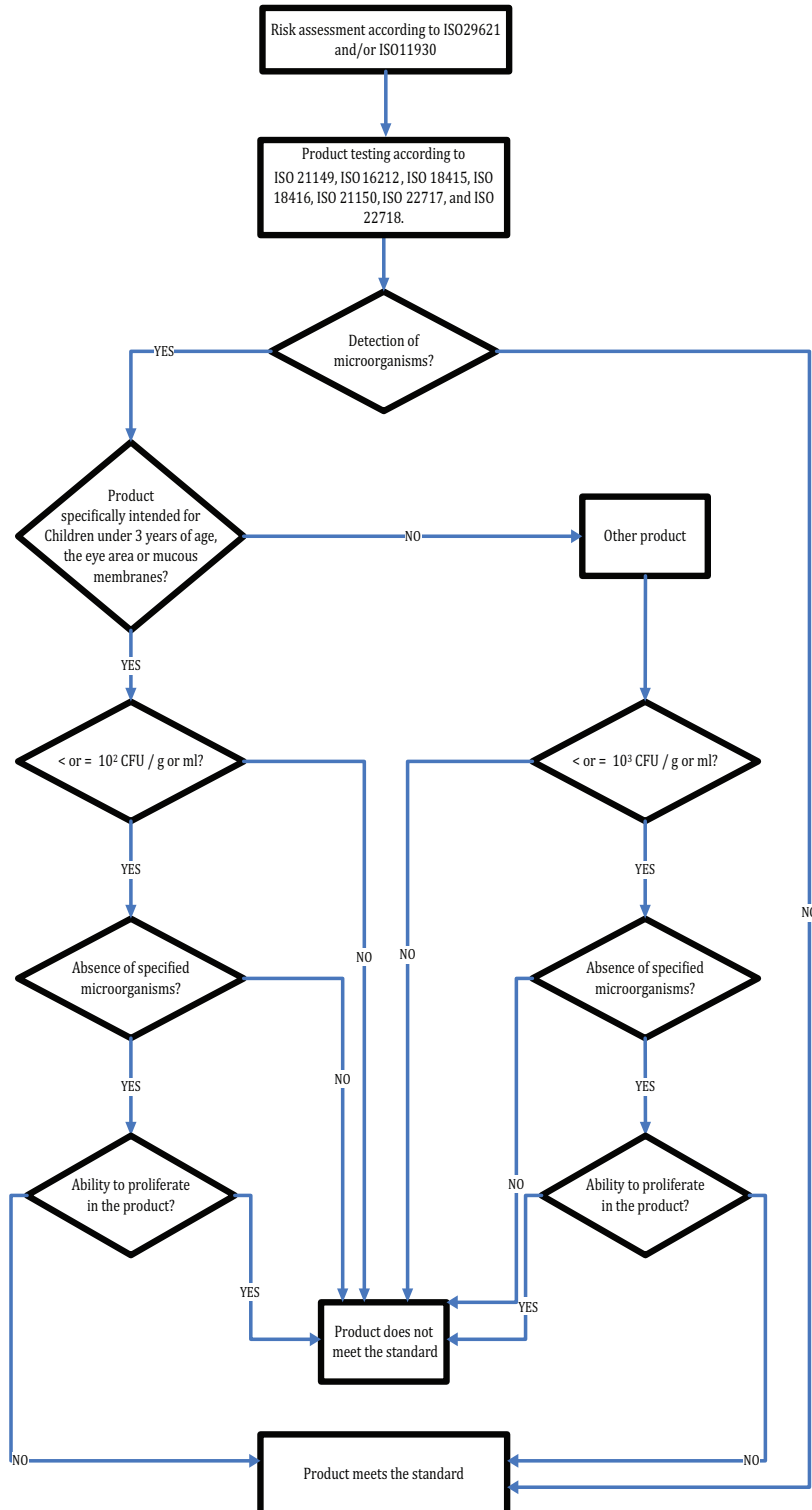 Risk assessment according to ISO29621
and/or ISO11930
Product testing according to
ISO 21149, ISO 16212, ISO 18415, ISO
18416, ISO 21150, ISO 22717, and ISO
22718.
Detection of
microorganisms?
YES
Product
specifically intended for
Children under 3 years of age,
the eye area or mucous
membranes?
NO
Other product
YES
< or = 10² CFU / g or ml?
< or = 10³ CFU / g or ml?
YES
YES
NO
NO
NO
Absence of specified
microorganisms?
Absence of specified
microorganisms?
NO
YES
YES
Ability to proliferate
in the product?
NO
Ability to proliferate
in the product?
YES
YES
Product does not
meet the standard
NO
Product meets the standard
NO